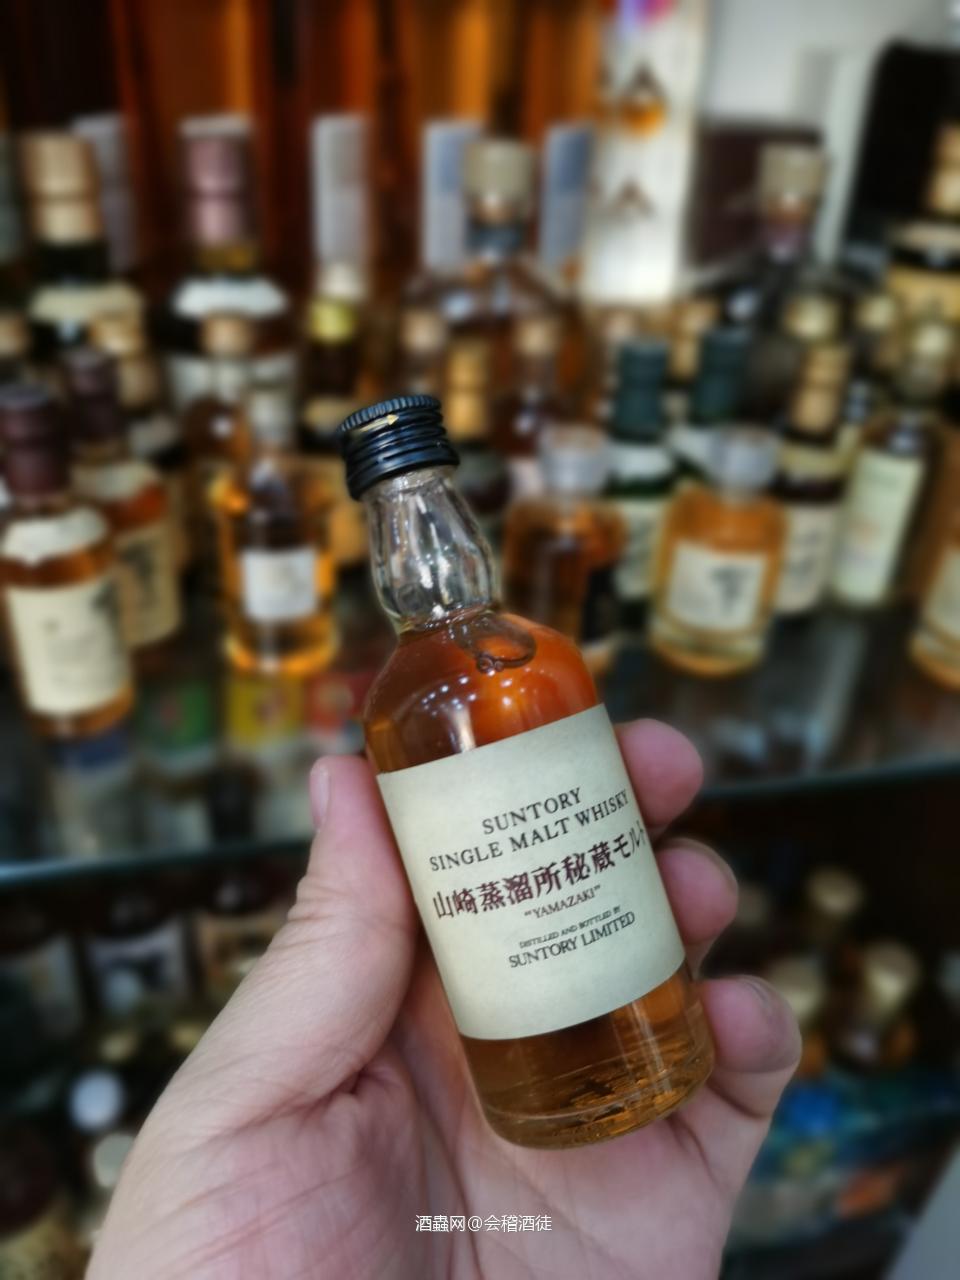 SUNTORY
SINGLE MALT WHISKY
山崎蒸溜所秘蔵モルト
"YAMAZAKI"
DISTILLED AND BOTTLED BY
SUNTORY LIMITED
酒蟲网@会稽酒徒